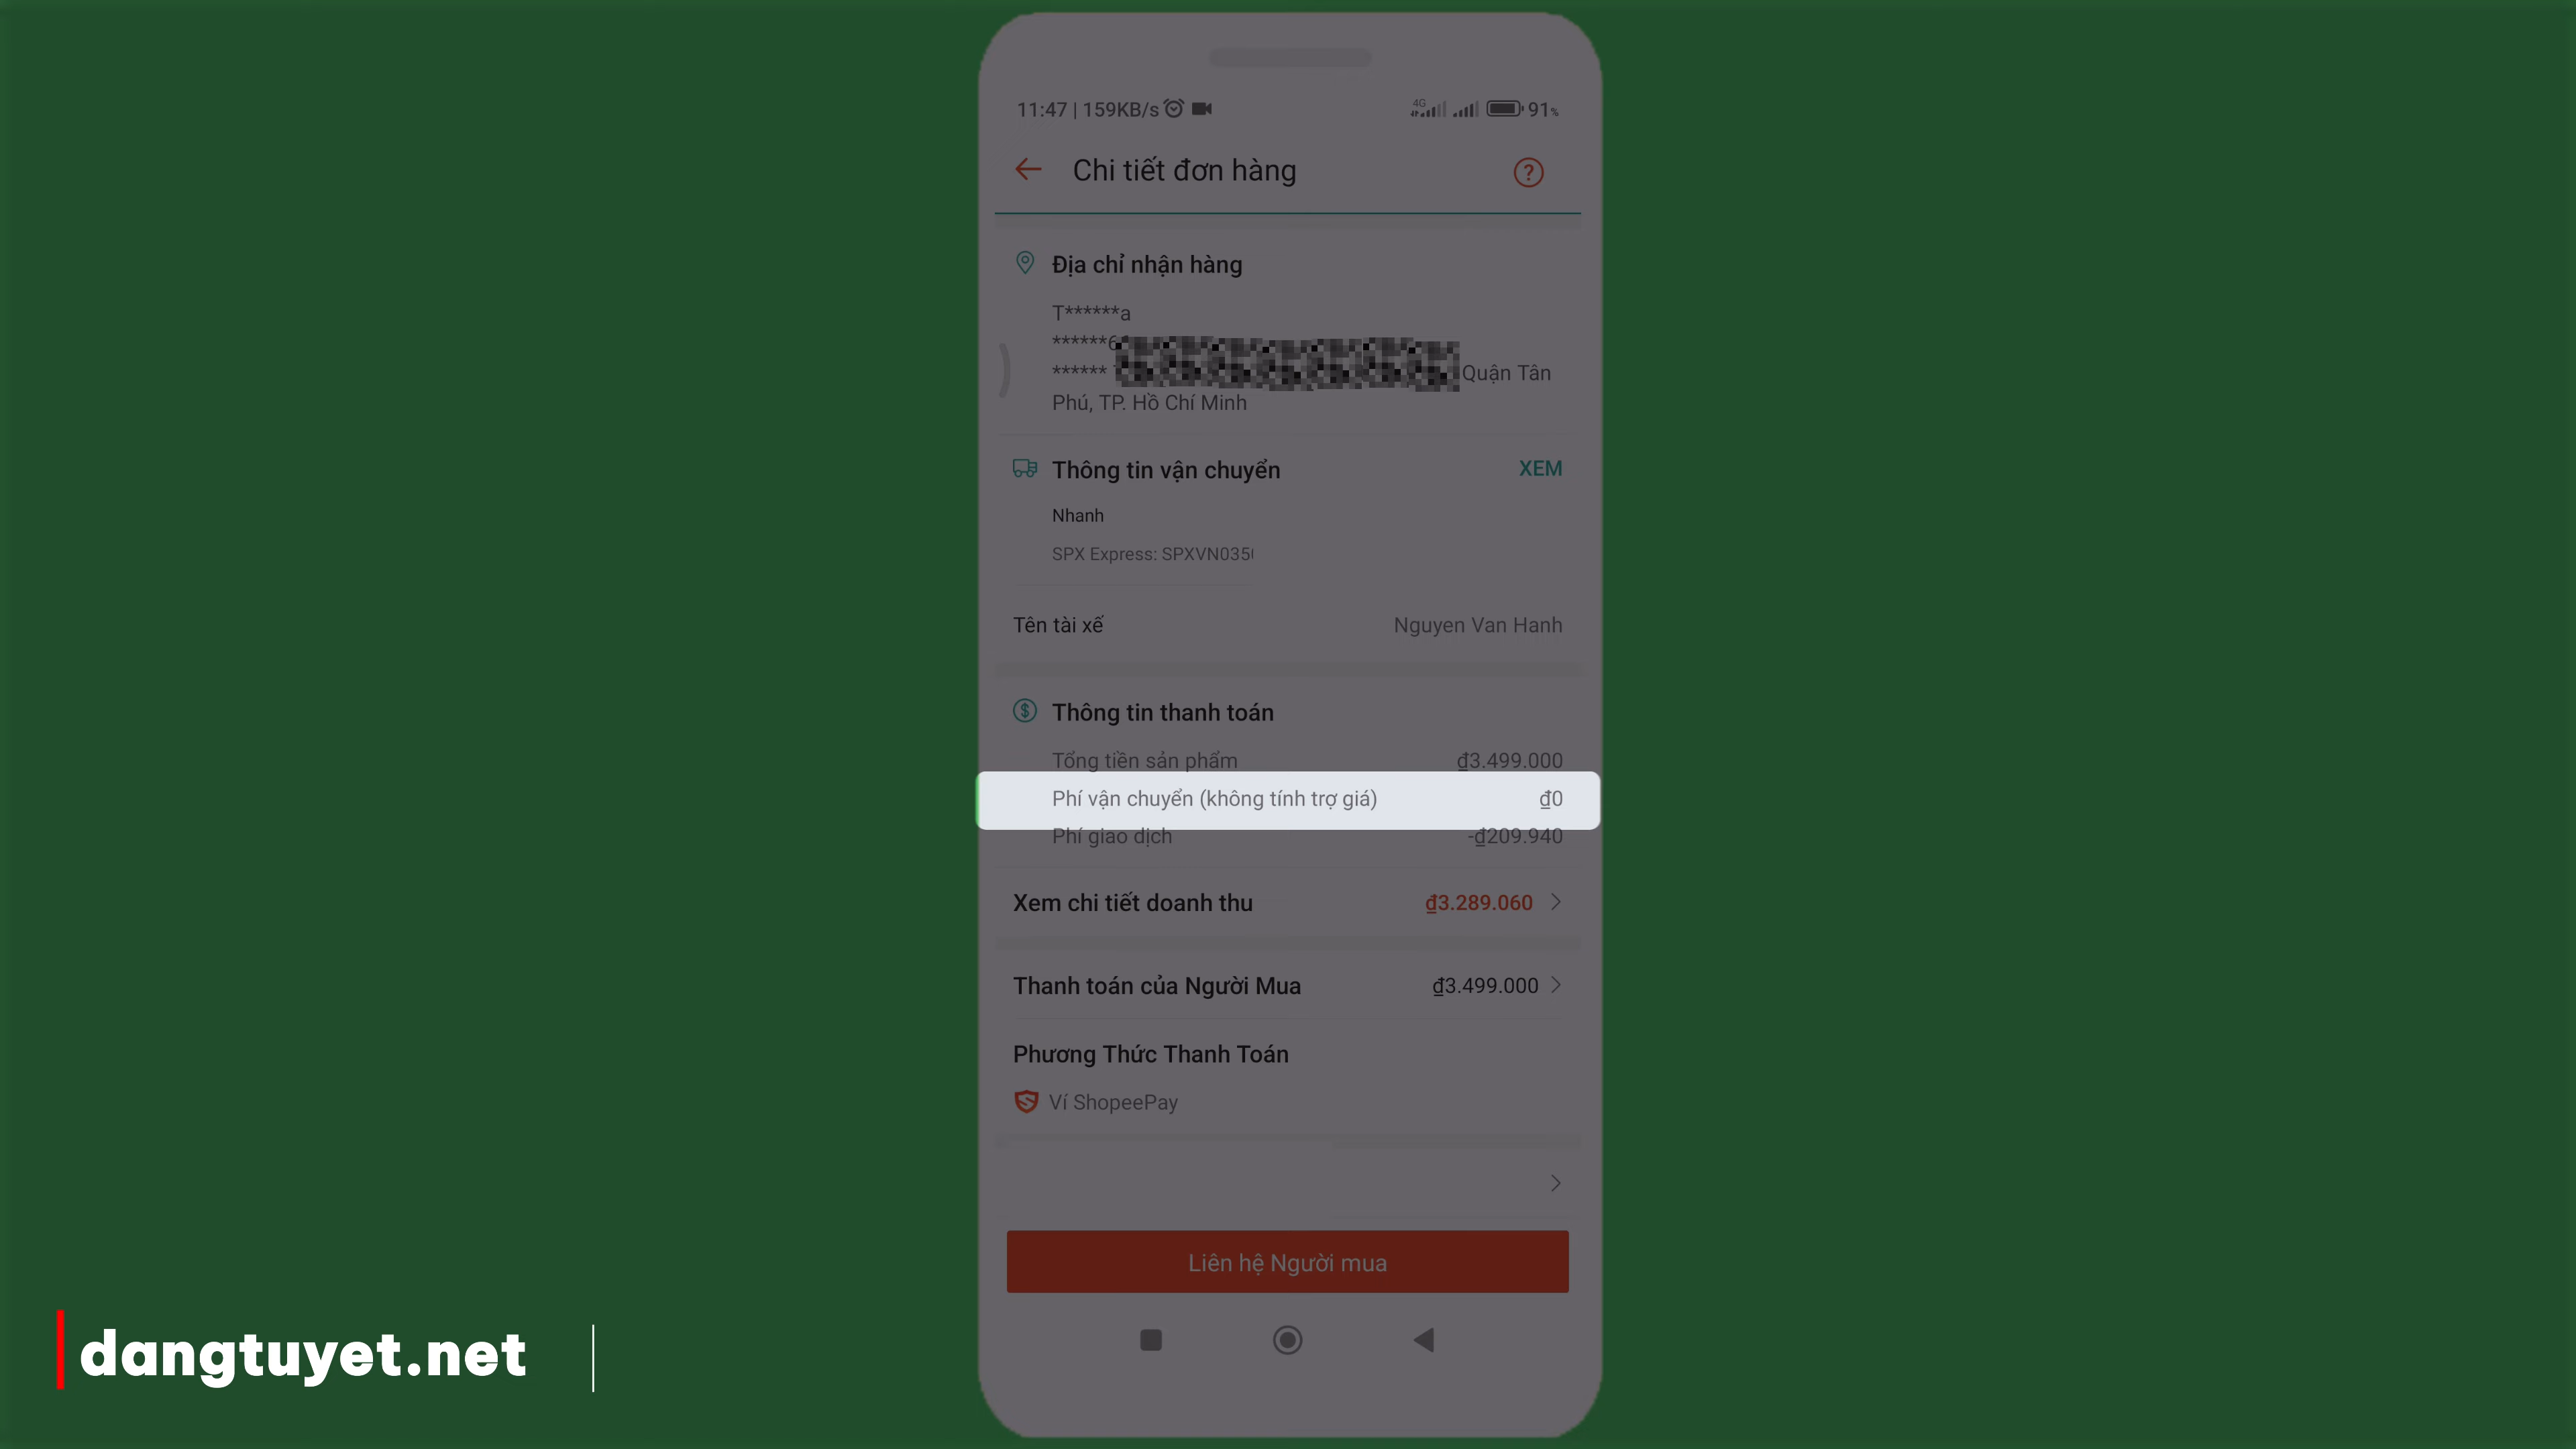 11:47 | 159KB/s
4G
91%
Chi tiết đơn hàng
?
Địa chỉ nhận hàng
T******a
******6
****** Quận Tân
Phú, TP. Hồ Chí Minh
Thông tin vận chuyển XEM
Nhanh
SPX Express: SPXVN035
Tên tài xế Nguyen Van Hanh
Thông tin thanh toán
Tổng tiền sản phẩm ₫3.499.000
Phí vận chuyển (không tính trợ giá) ₫0
Phí giao dịch -₫209.940
Xem chi tiết doanh thu ₫3.289.060
Thanh toán của Người Mua ₫3.499.000
Phương Thức Thanh Toán
Ví ShopeePay
Liên hệ Người mua
dangtuyet.net